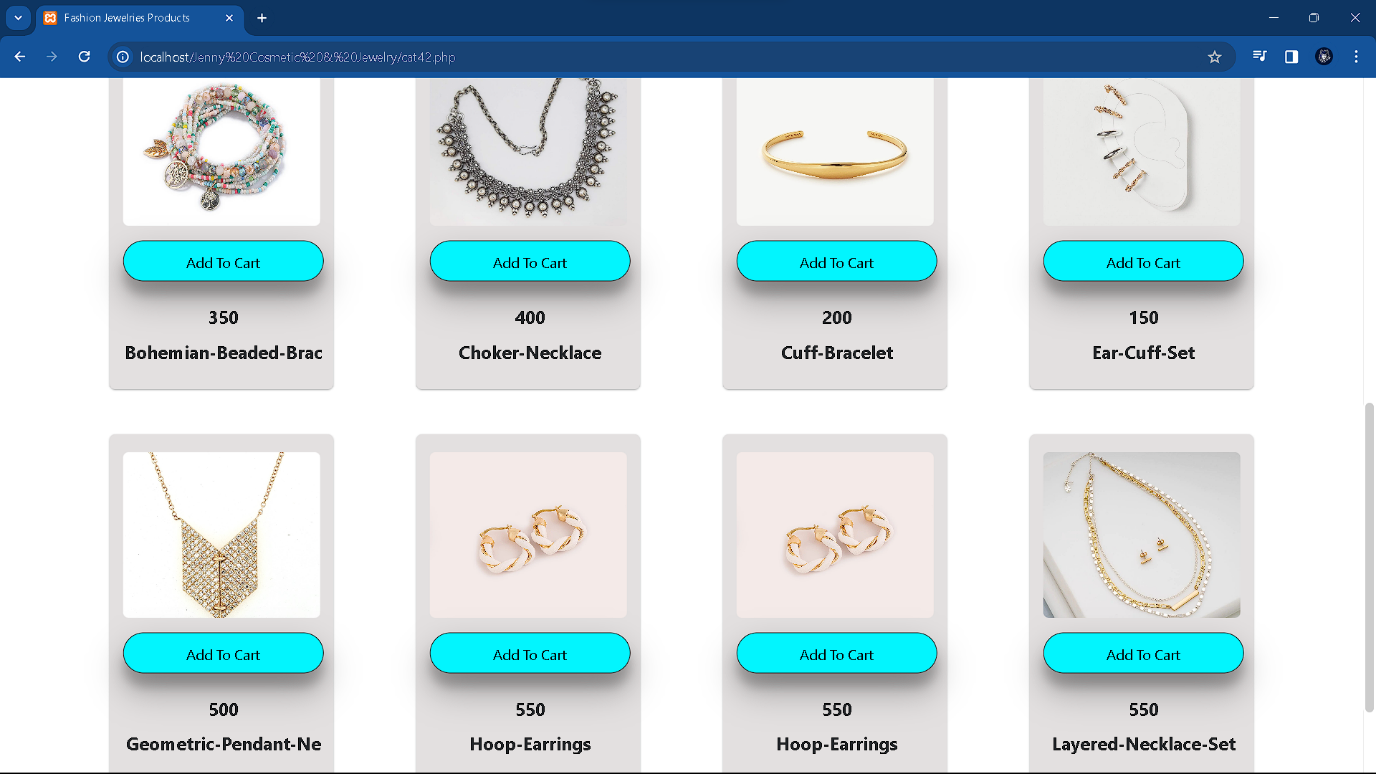 Fashion Jewelries Products
localhost/Jenny%20Cosmetic%20&%20Jewelry/cat42.php
Add To Cart
Add To Cart
Add To Cart
Add To Cart
350
400
200
150
Bohemian-Beaded-Brac
Choker-Necklace
Cuff-Bracelet
Ear-Cuff-Set
Add To Cart
Add To Cart
Add To Cart
Add To Cart
500
550
550
550
Geometric-Pendant-Ne
Hoop-Earrings
Hoop-Earrings
Layered-Necklace-Set